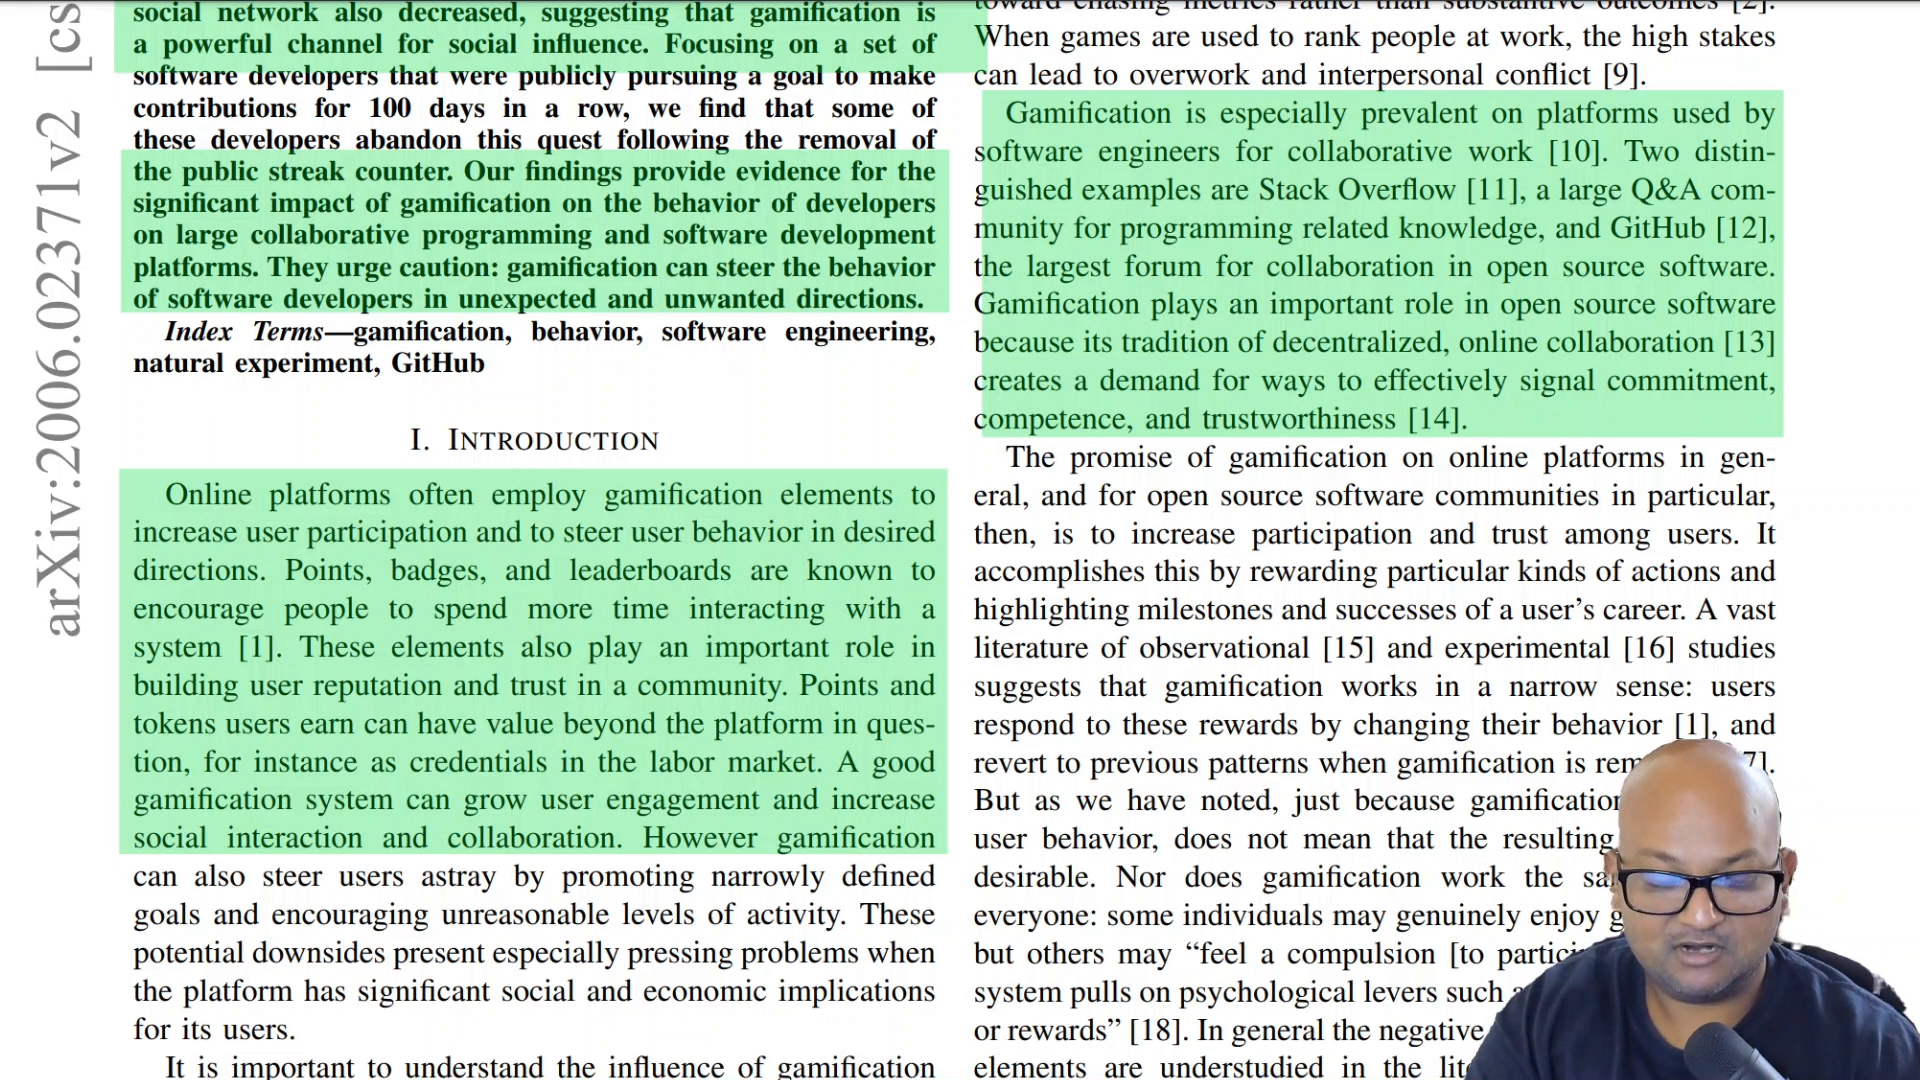 arXiv:2006.02371v2 [cs
social network also decreased, suggesting that gamification is
a powerful channel for social influence. Focusing on a set of
software developers that were publicly pursuing a goal to make
contributions for 100 days in a row, we find that some of
these developers abandon this quest following the removal of
the public streak counter. Our findings provide evidence for the
significant impact of gamification on the behavior of developers
on large collaborative programming and software development
platforms. They urge caution: gamification can steer the behavior
of software developers in unexpected and unwanted directions.
Index Terms—gamification, behavior, software engineering,
natural experiment, GitHub
I. INTRODUCTION
Online platforms often employ gamification elements to
increase user participation and to steer user behavior in desired
directions. Points, badges, and leaderboards are known to
encourage people to spend more time interacting with a
system [1]. These elements also play an important role in
building user reputation and trust in a community. Points and
tokens users earn can have value beyond the platform in ques-
tion, for instance as credentials in the labor market. A good
gamification system can grow user engagement and increase
social interaction and collaboration. However gamification
can also steer users astray by promoting narrowly defined
goals and encouraging unreasonable levels of activity. These
potential downsides present especially pressing problems when
the platform has significant social and economic implications
for its users.
It is important to understand the influence of gamification
toward chasing metrics rather than substantive outcomes [2].
When games are used to rank people at work, the high stakes
can lead to overwork and interpersonal conflict [9].
Gamification is especially prevalent on platforms used by
software engineers for collaborative work [10]. Two distin-
guished examples are Stack Overflow [11], a large Q&A com-
munity for programming related knowledge, and GitHub [12],
the largest forum for collaboration in open source software.
Gamification plays an important role in open source software
because its tradition of decentralized, online collaboration [13]
creates a demand for ways to effectively signal commitment,
competence, and trustworthiness [14].
The promise of gamification on online platforms in gen-
eral, and for open source software communities in particular,
then, is to increase participation and trust among users. It
accomplishes this by rewarding particular kinds of actions and
highlighting milestones and successes of a user's career. A vast
literature of observational [15] and experimental [16] studies
suggests that gamification works in a narrow sense: users
respond to these rewards by changing their behavior [1], and
revert to previous patterns when gamification is rem 7].
But as we have noted, just because gamification
user behavior, does not mean that the resulting
desirable. Nor does gamification work the sa
everyone: some individuals may genuinely enjoy g
but others may “feel a compulsion [to partici
system pulls on psychological levers such
or rewards” [18]. In general the negative
elements are understudied in the lit